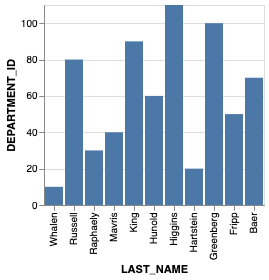 DEPARTMENT_ID
100
80
60
40
20
0
Whalen
Russell
Raphaely
Mavris
King
Hunold
Higgins
Hartstein
Greenberg
Fripp
Baer
LAST_NAME